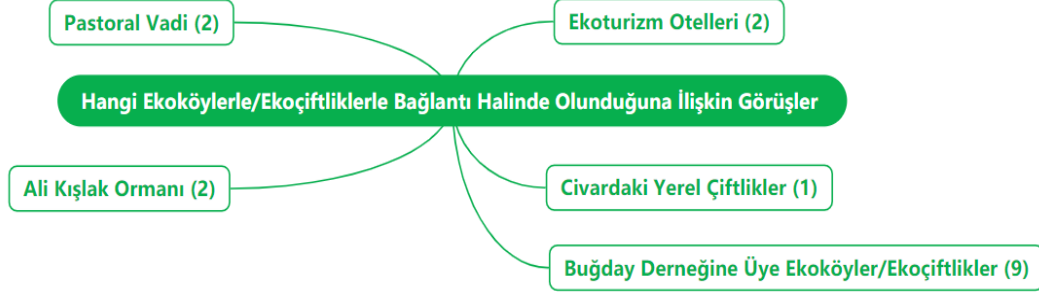 Pastoral Vadi (2)
Ekoturizm Otelleri (2)
Hangi Ekoköylerle/Ekoçiftliklerle Bağlantı Halinde Olunduğuna İlişkin Görüşler
Ali Kışlak Ormanı (2)
Civardaki Yerel Çiftlikler (1)
Buğday Derneğine Üye Ekoköyler/Ekoçiftlikler (9)